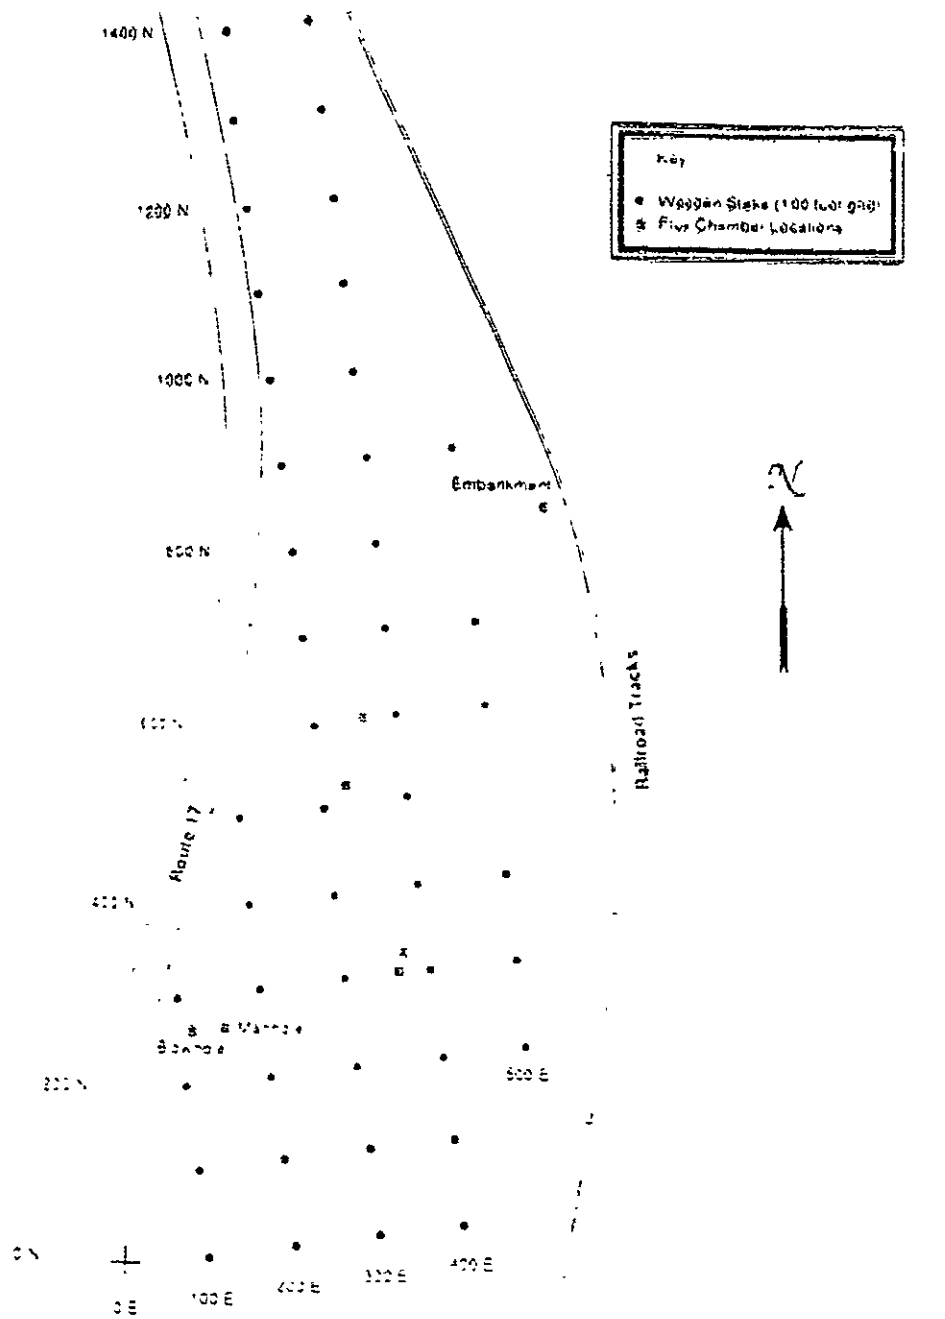 1400 N
Key
Wooden Stake (100 foot grid)
Flux Chamber Locations
1200 N
1000 N
Embankment
N
800 N
Railroad Tracks
600 N
Route 17
400 N
Manhole
200 N
500 E
0 N
400 E
300 E
200 E
100 E
0 E